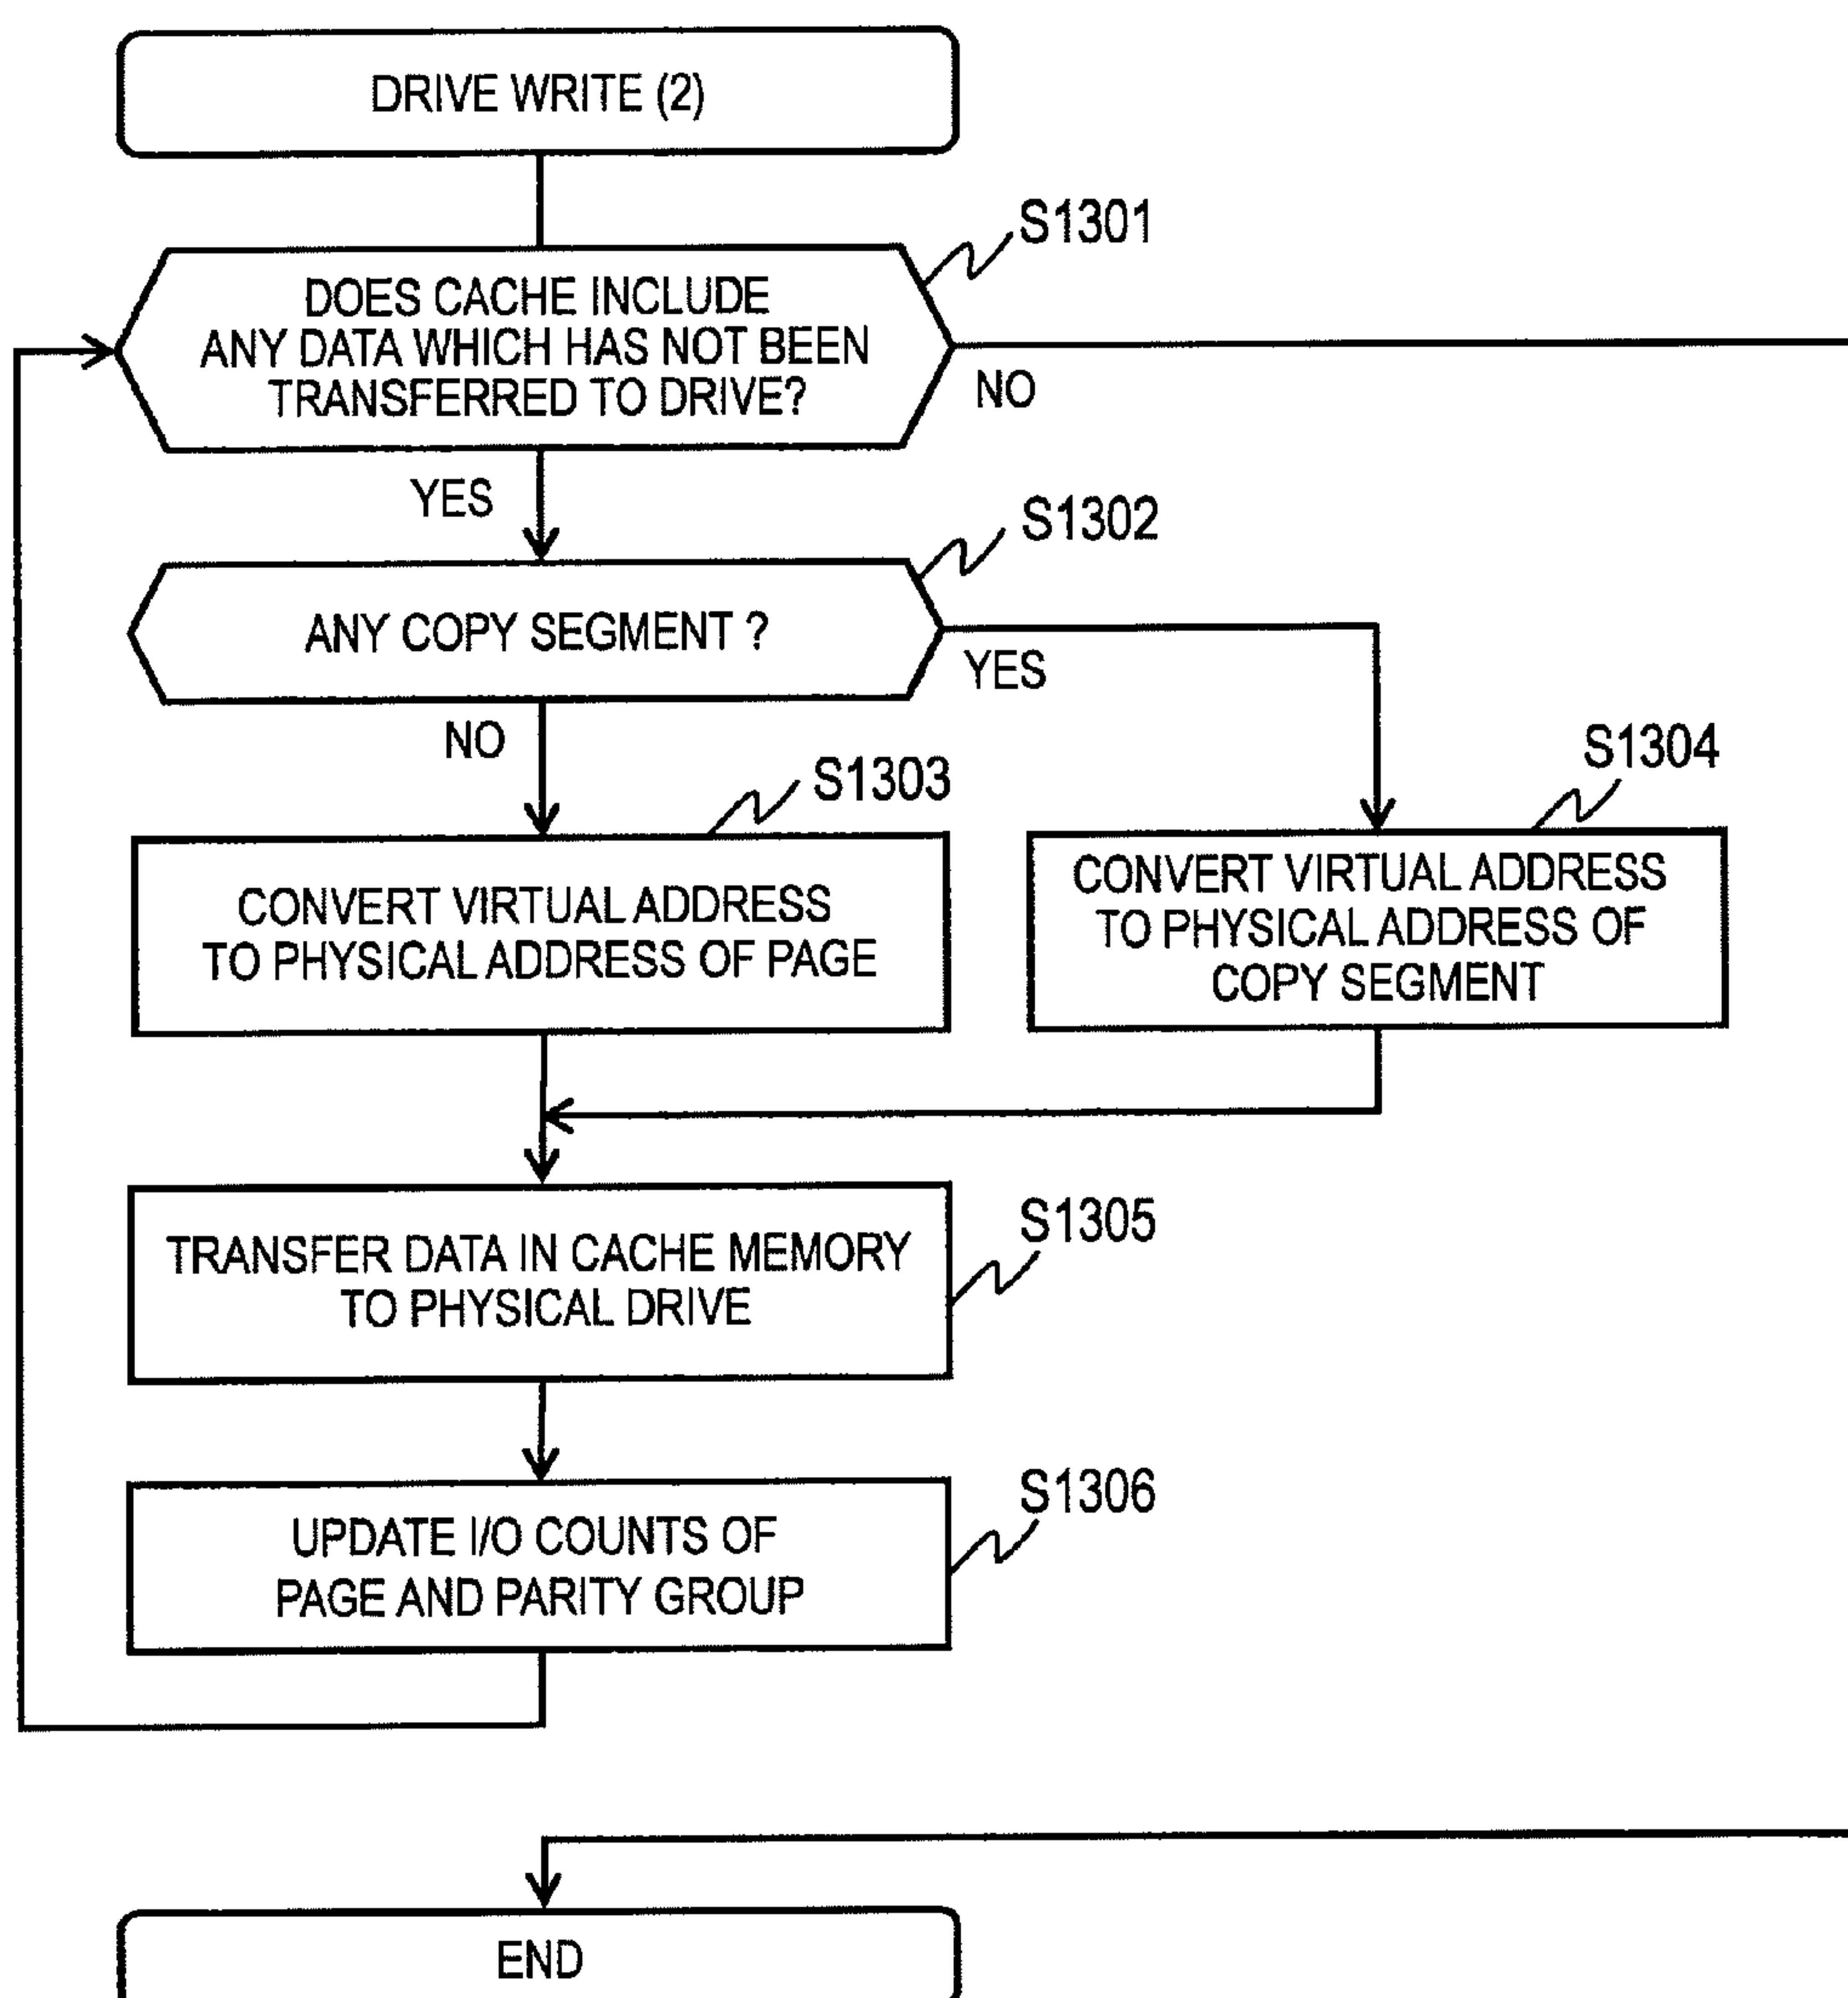 DRIVE WRITE (2)
S1301
DOES CACHE INCLUDE
ANY DATA WHICH HAS NOT BEEN
TRANSFERRED TO DRIVE?
NO
YES
S1302
ANY COPY SEGMENT ?
YES
NO
S1303
S1304
CONVERT VIRTUAL ADDRESS
TO PHYSICAL ADDRESS OF PAGE
CONVERT VIRTUAL ADDRESS
TO PHYSICAL ADDRESS OF
COPY SEGMENT
S1305
TRANSFER DATA IN CACHE MEMORY
TO PHYSICAL DRIVE
S1306
UPDATE I/O COUNTS OF
PAGE AND PARITY GROUP
END